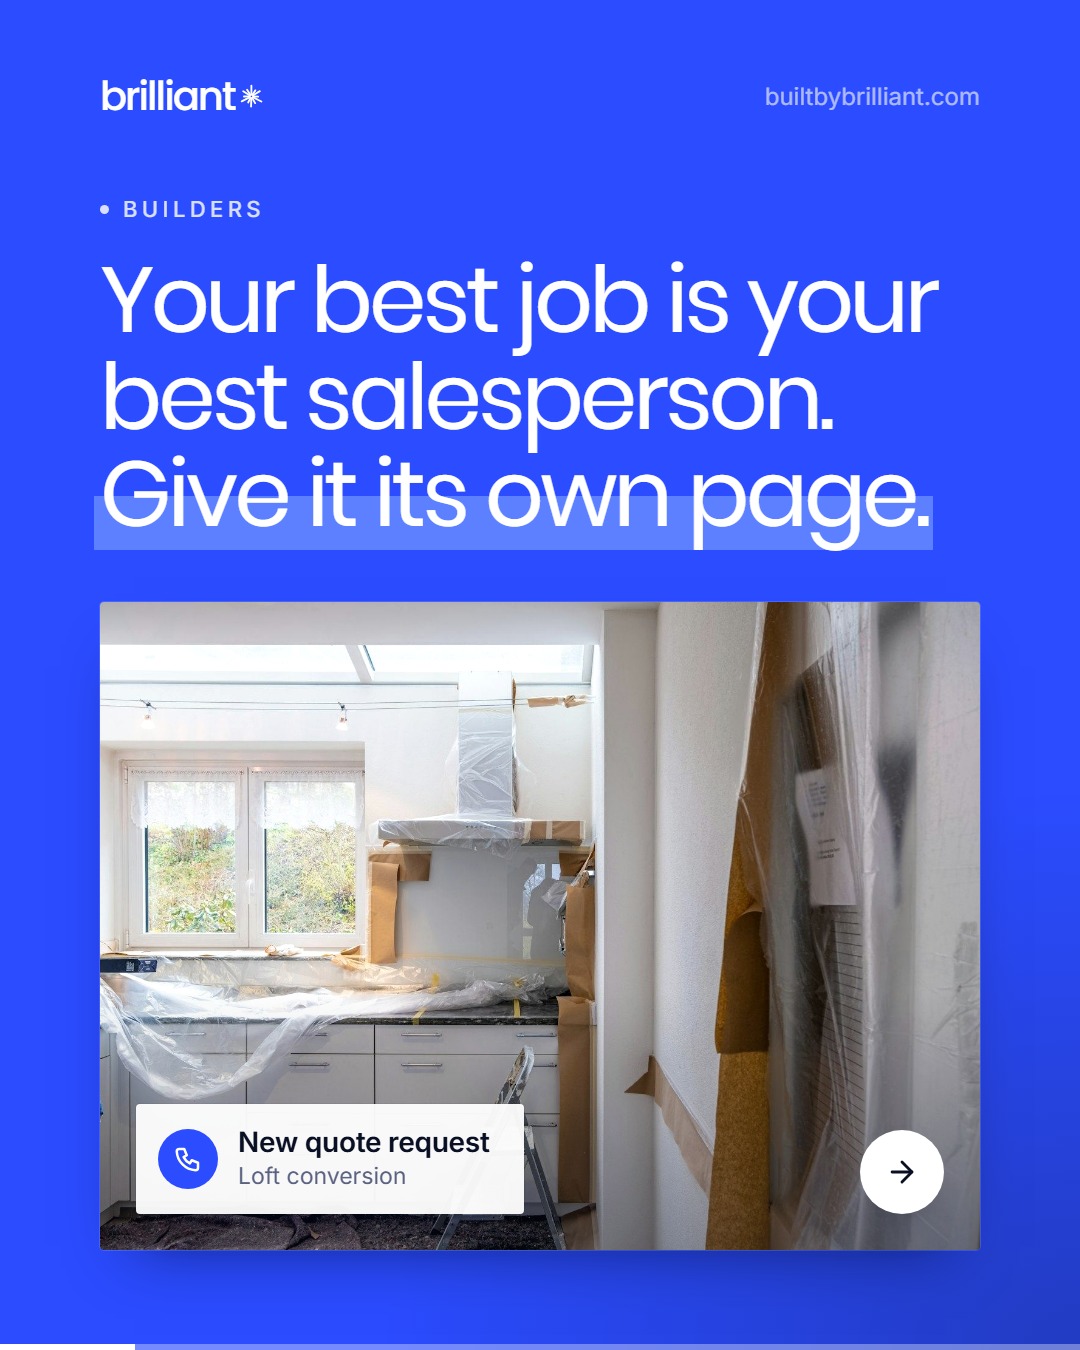 brilliant
builtbybrilliant.com
BUILDERS
Your best job is your
best salesperson.
Give it its own page.
New quote request
Loft conversion